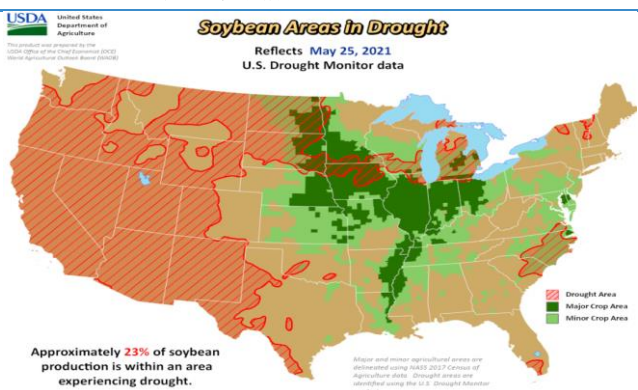 USDA
United States
Department of
Agriculture
This product was prepared by the
USDA Office of the Chief Economist (OCE)
World Agricultural Outlook Board (WAOB)
Soybean Areas in Drought
Reflects May 25, 2021
U.S. Drought Monitor data
Drought Area
Major Crop Area
Minor Crop Area
Approximately 23% of soybean
production is within an area
experiencing drought.
Major and minor agricultural areas are
delineated using NASS 2017 Census of
Agriculture data. Drought areas are
identified using the U.S. Drought Monitor